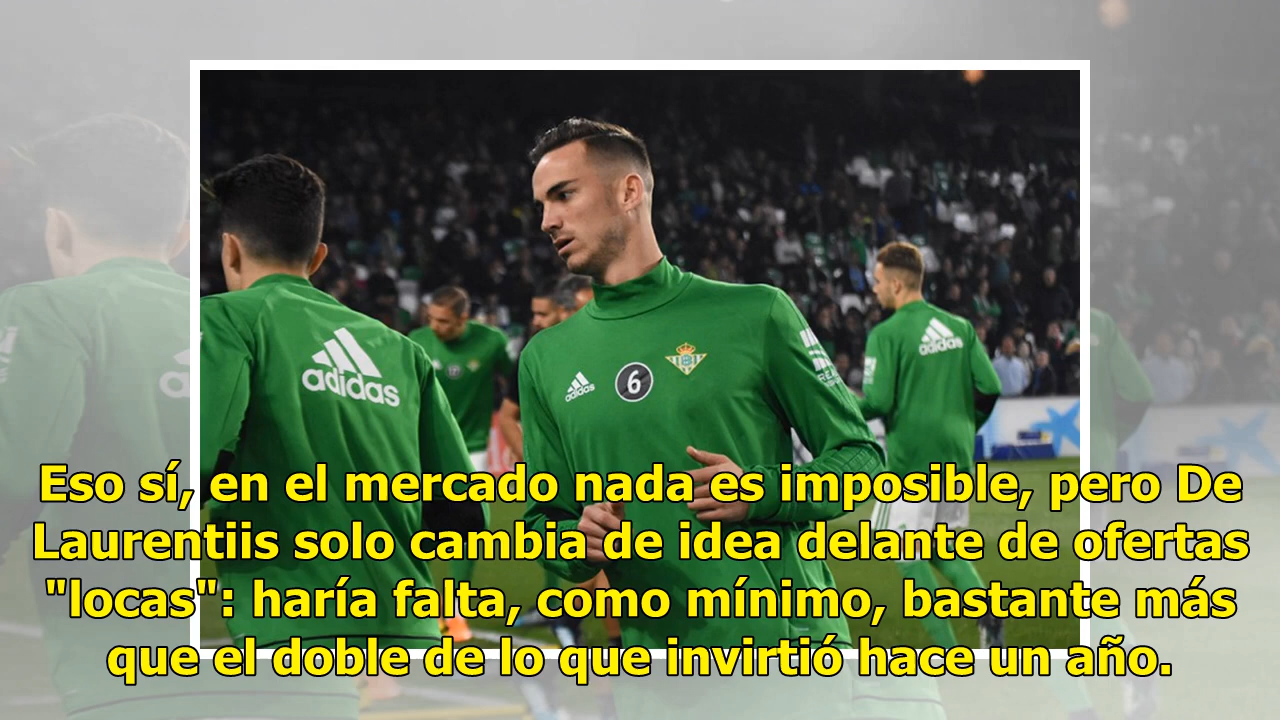 adidas
adidas
6
adidas
Eso sí, en el mercado nada es imposible, pero De
Laurentiis solo cambia de idea delante de ofertas
"locas": haría falta, como mínimo, bastante más
que el doble de lo que invirtió hace un año.